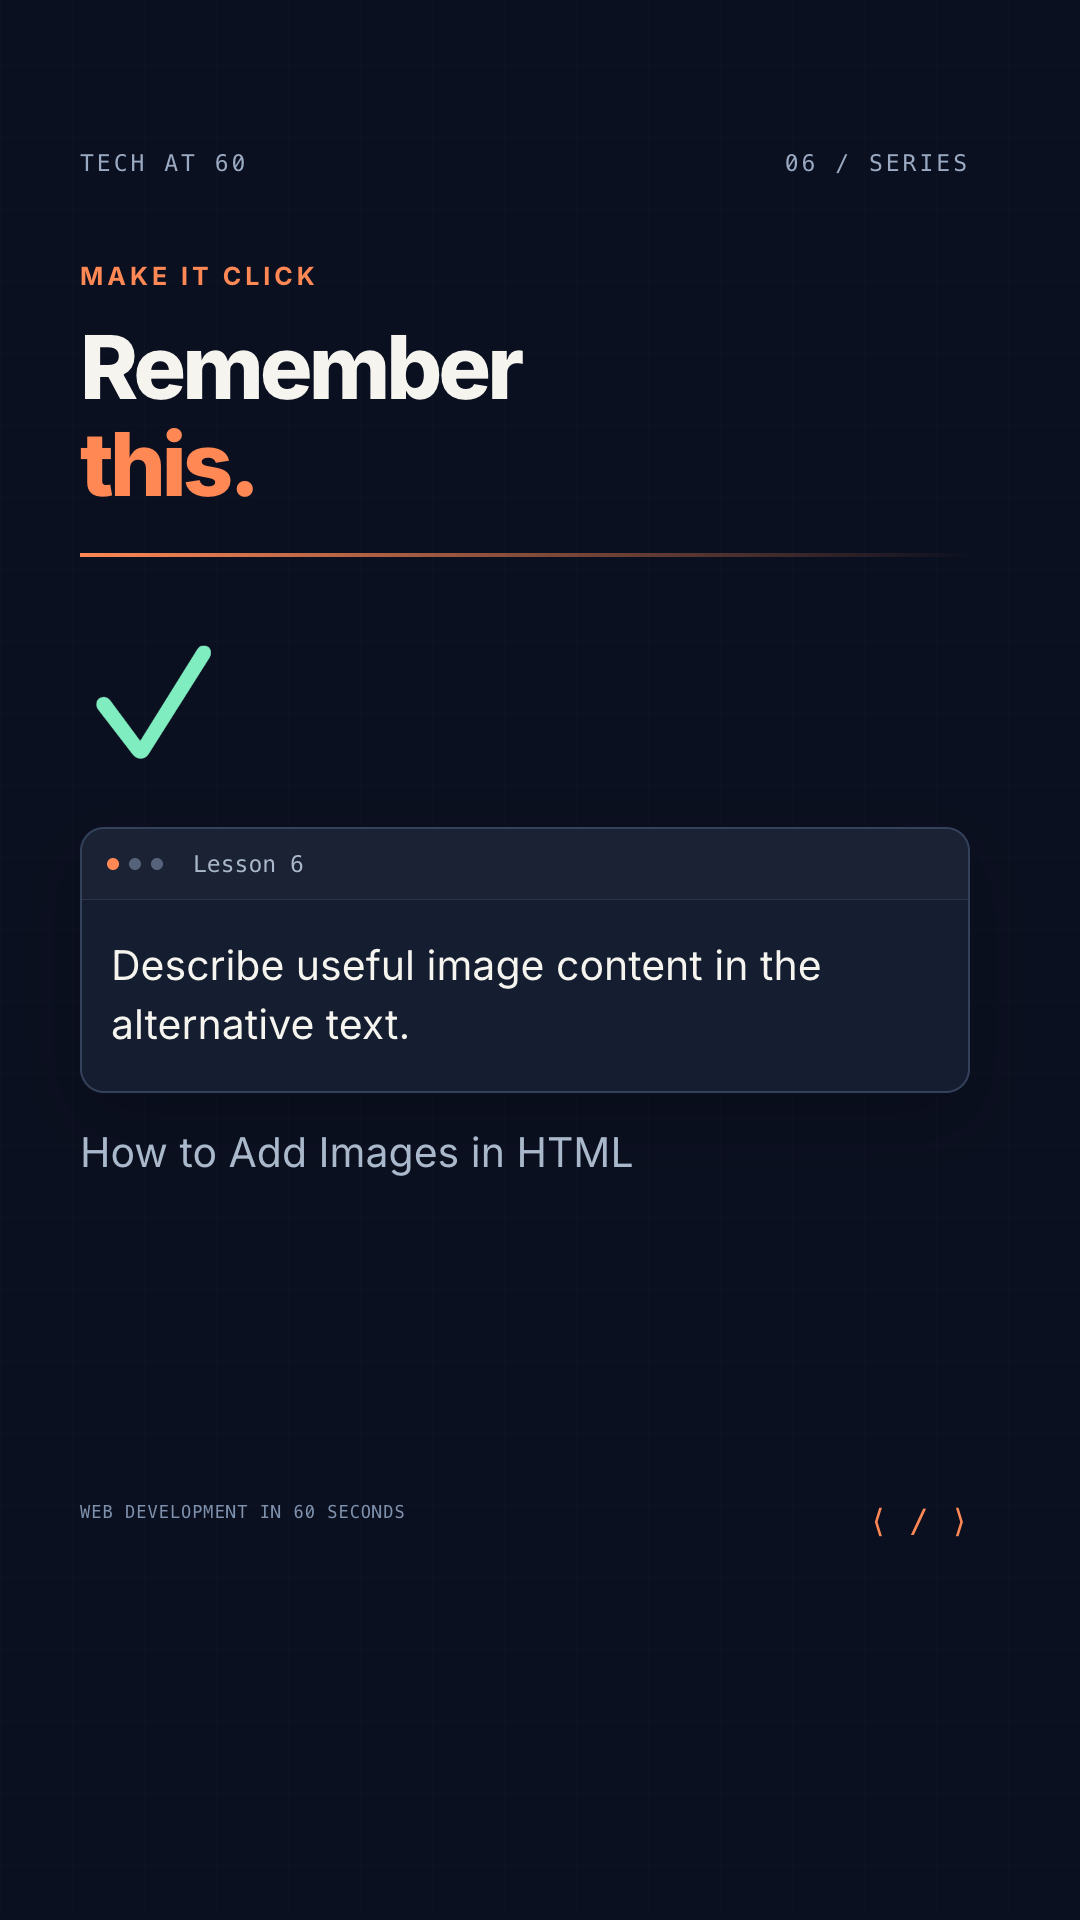 TECH AT 60
06 / SERIES
MAKE IT CLICK
Remember
this.
Lesson 6
Describe useful image content in the
alternative text.
How to Add Images in HTML
WEB DEVELOPMENT IN 60 SECONDS
⟨ / ⟩